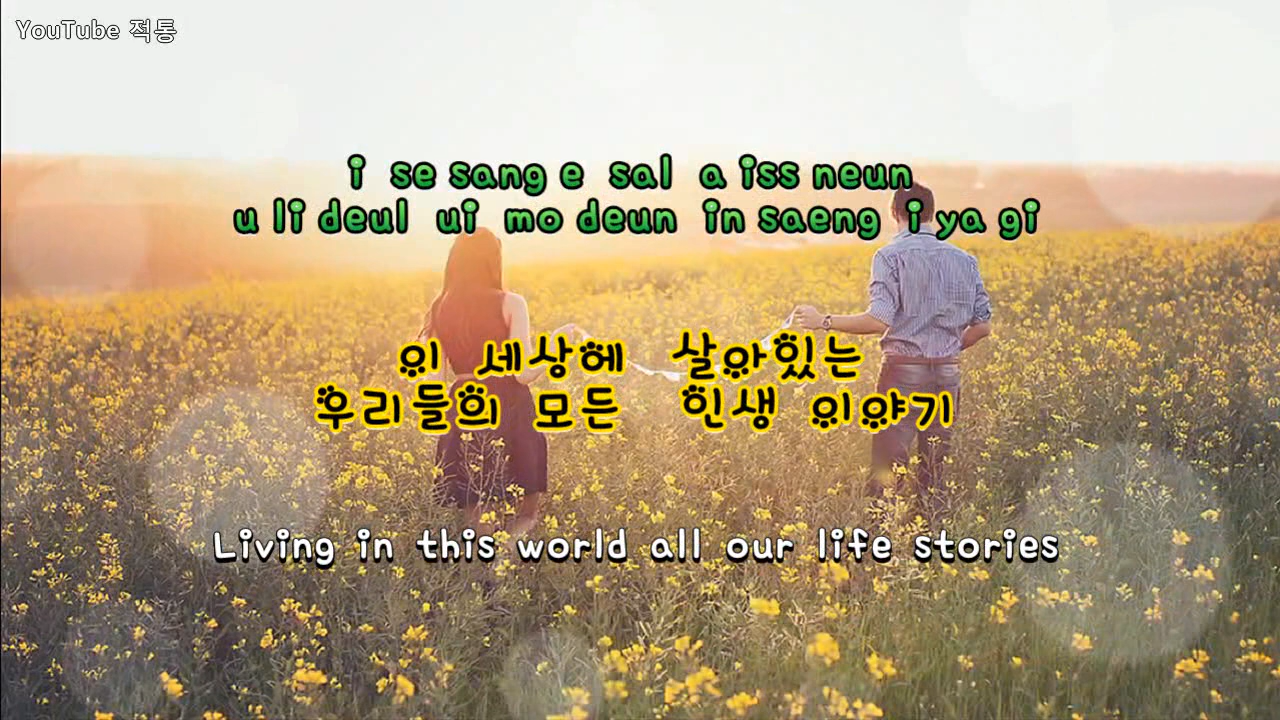 YouTube 적통
i se sang e sal a iss neun
u li deul ui mo deun in saeng i ya gi
이 세상에 살아있는
우리들의 모든 인생 이야기
Living in this world all our life stories